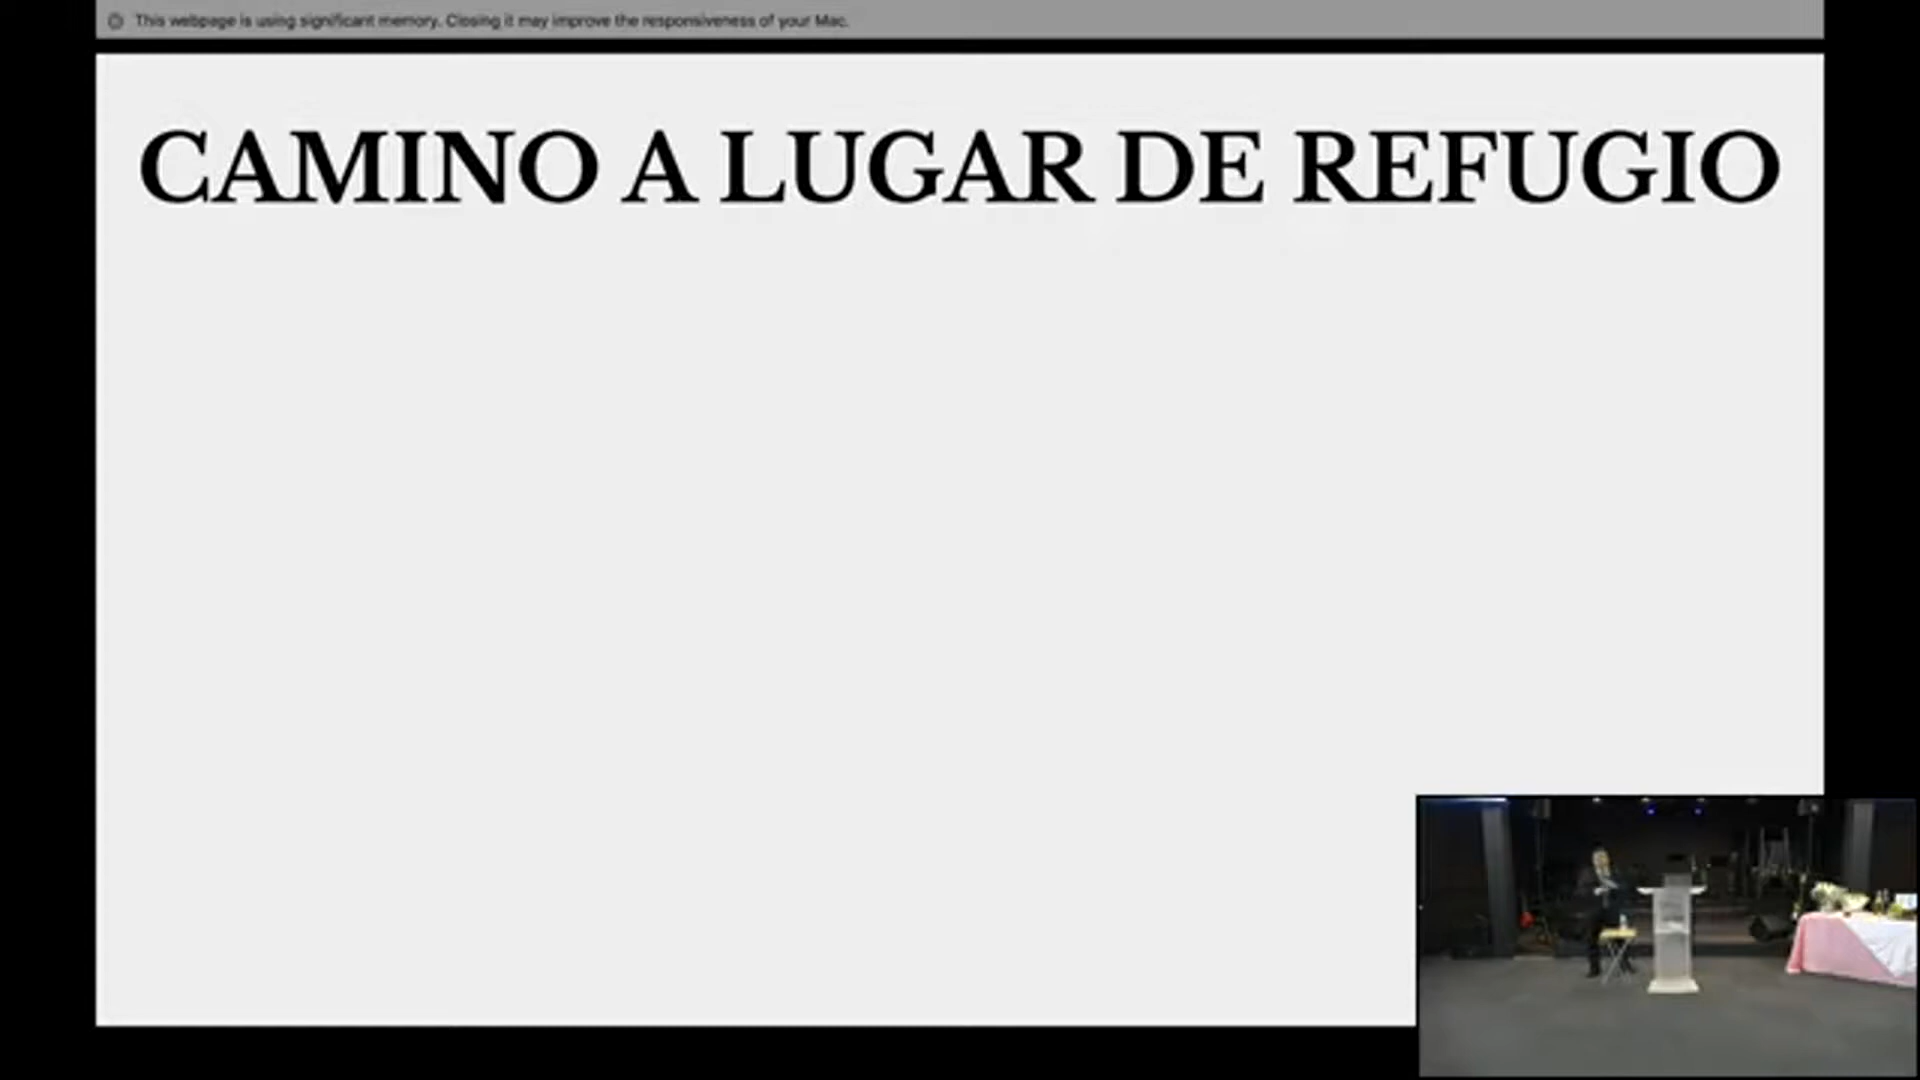 This webpage is using significant memory. Closing it may improve the responsiveness of your Mac.
CAMINO A LUGAR DE REFUGIO